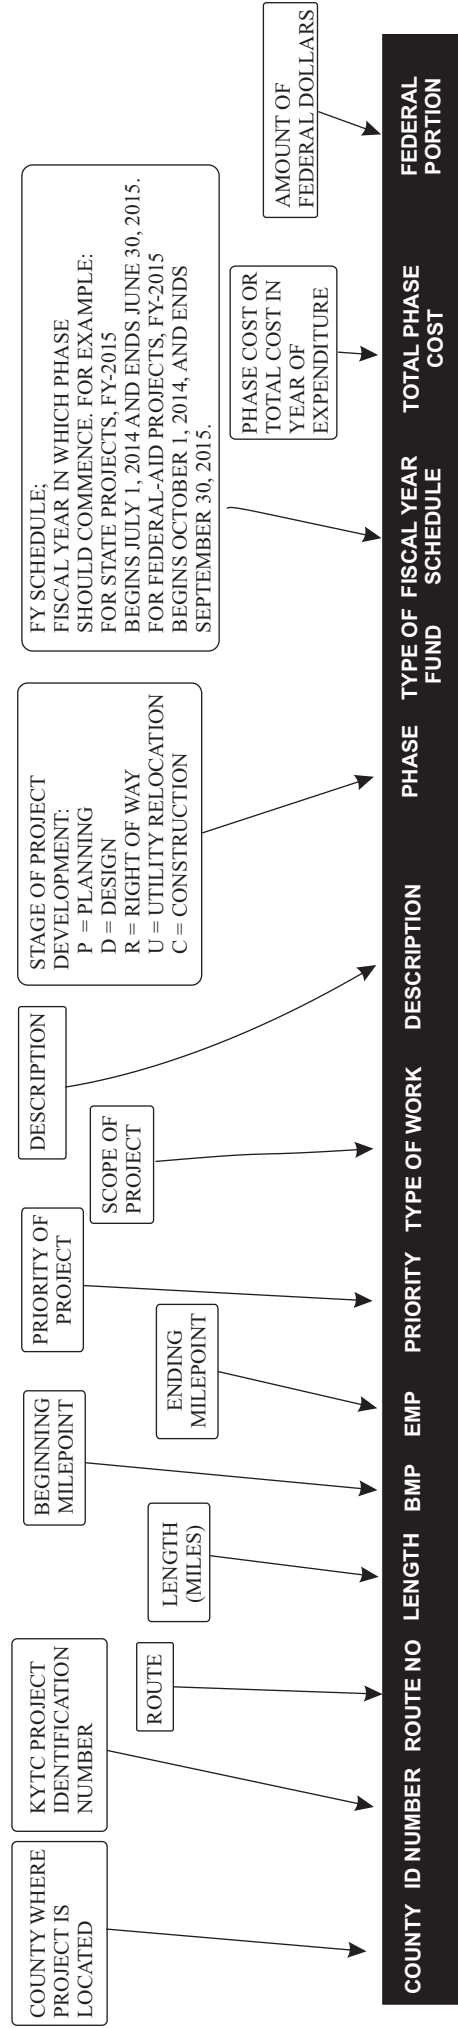 COUNTY WHERE
PROJECT IS
LOCATED
KYTC PROJECT
IDENTIFICATION
NUMBER
ROUTE
LENGTH
(MILES)
BEGINNING
MILEPOINT
ENDING
MILEPOINT
PRIORITY OF
PROJECT
SCOPE OF
PROJECT
DESCRIPTION
STAGE OF PROJECT
DEVELOPMENT:
P = PLANNING
D = DESIGN
R = RIGHT OF WAY
U = UTILITY RELOCATION
C = CONSTRUCTION
FY SCHEDULE;
FISCAL YEAR IN WHICH PHASE
SHOULD COMMENCE. FOR EXAMPLE:
FOR STATE PROJECTS, FY-2015
BEGINS JULY 1, 2014 AND ENDS JUNE 30, 2015.
FOR FEDERAL-AID PROJECTS, FY-2015
BEGINS OCTOBER 1, 2014, AND ENDS
SEPTEMBER 30, 2015.
PHASE COST OR
TOTAL COST IN
YEAR OF
EXPENDITURE
AMOUNT OF
FEDERAL DOLLARS
COUNTY
ID NUMBER
ROUTE NO
LENGTH
BMP
EMP
PRIORITY
TYPE OF WORK
DESCRIPTION
PHASE
TYPE OF
FUND
FISCAL YEAR
SCHEDULE
TOTAL PHASE
COST
FEDERAL
PORTION